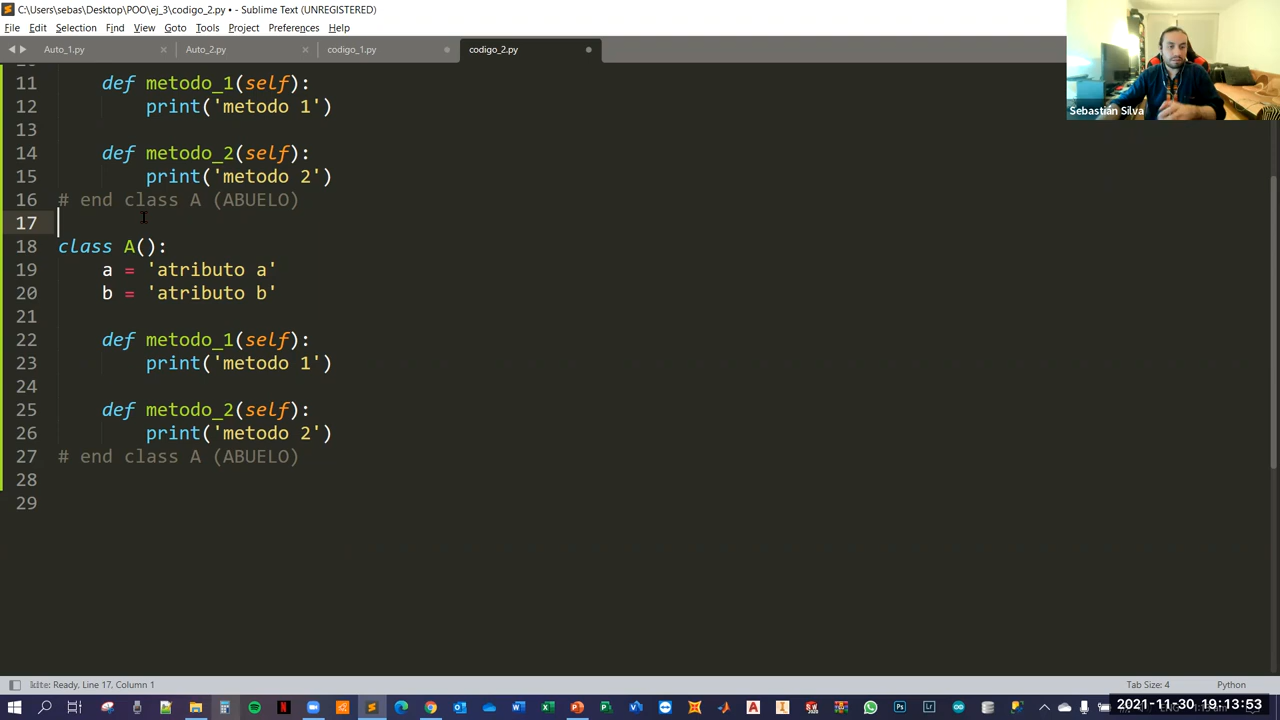 C:\Users\sebas\Desktop\POO\ej_3\codigo_2.py • - Sublime Text (UNREGISTERED)
File Edit Selection Find View Goto Tools Project Preferences Help
Auto_1.py Auto_2.py codigo_1.py codigo_2.py
Sebastián Silva
11 def metodo_1(self):
12 print('metodo 1')
13
14 def metodo_2(self):
15 print('metodo 2')
16 # end class A (ABUELO)
17
18 class A():
19 a = 'atributo a'
20 b = 'atributo b'
21
22 def metodo_1(self):
23 print('metodo 1')
24
25 def metodo_2(self):
26 print('metodo 2')
27 # end class A (ABUELO)
28
29
kite: Ready, Line 17, Column 1 Tab Size: 4 Python
2021-11-30 19:13:53